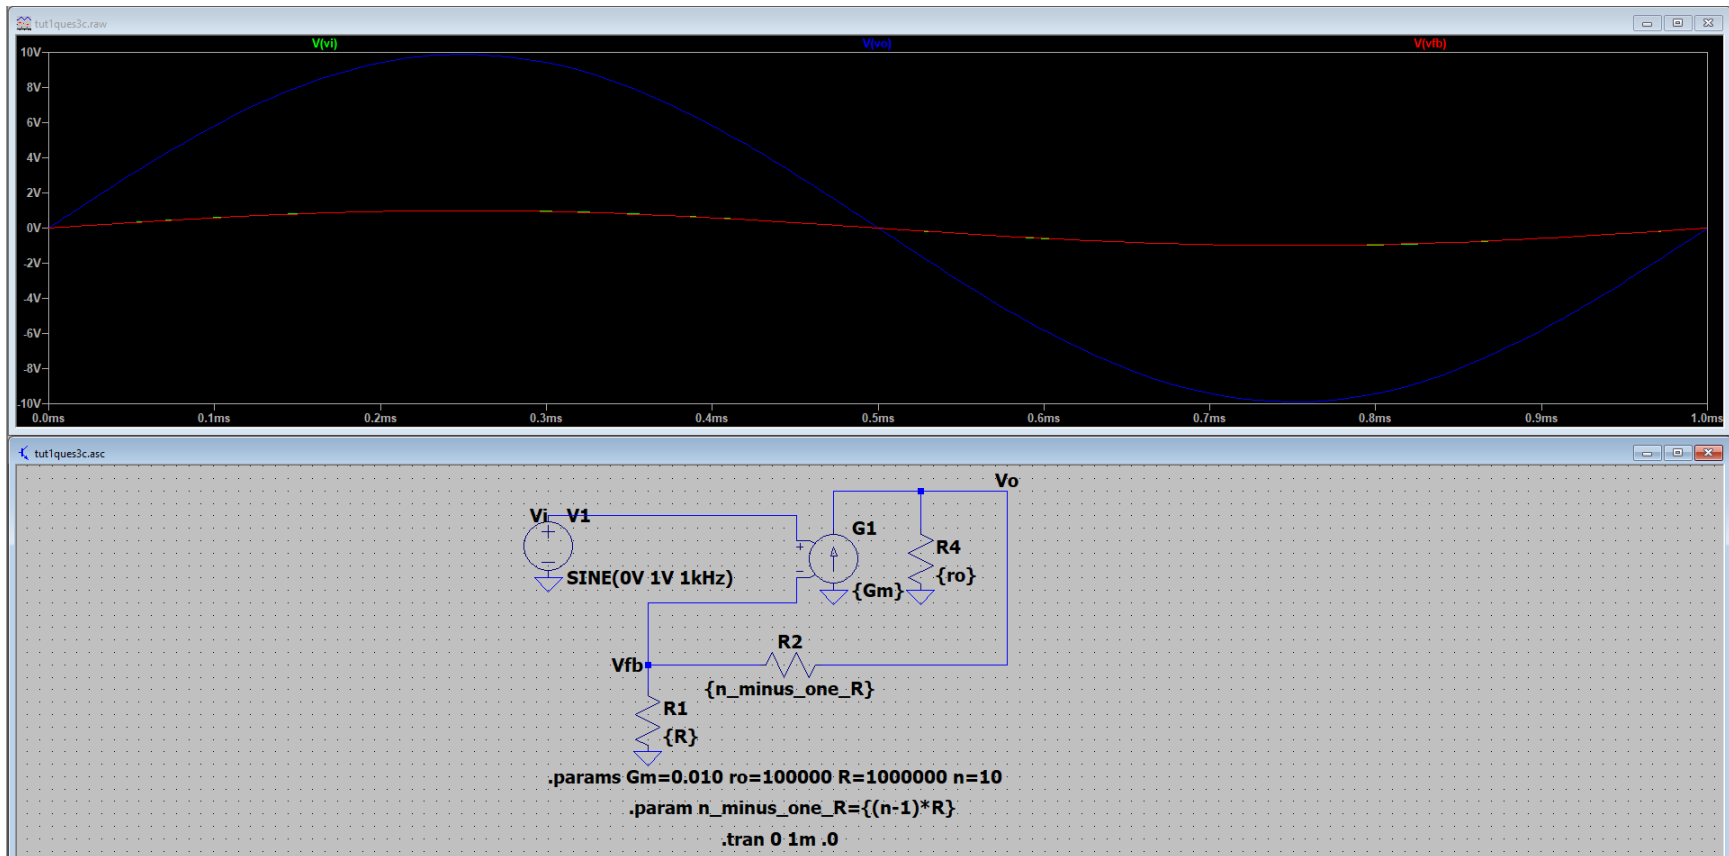 tut1ques3c.raw
V(vi) V(vo) V(vfb)
10V
8V
6V
4V
2V
0V
-2V
-4V
-6V
-8V
-10V
0.0ms 0.1ms 0.2ms 0.3ms 0.4ms 0.5ms 0.6ms 0.7ms 0.8ms 0.9ms 1.0ms
tut1ques3c.asc
Vo
Vi V1
G1
+
-
R4
{ro}
SINE(0V 1V 1kHz)
{Gm}
R2
Vfb
{n_minus_one_R}
R1
{R}
.params Gm=0.010 ro=100000 R=1000000 n=10
.param n_minus_one_R={(n-1)*R}
.tran 0 1m .0